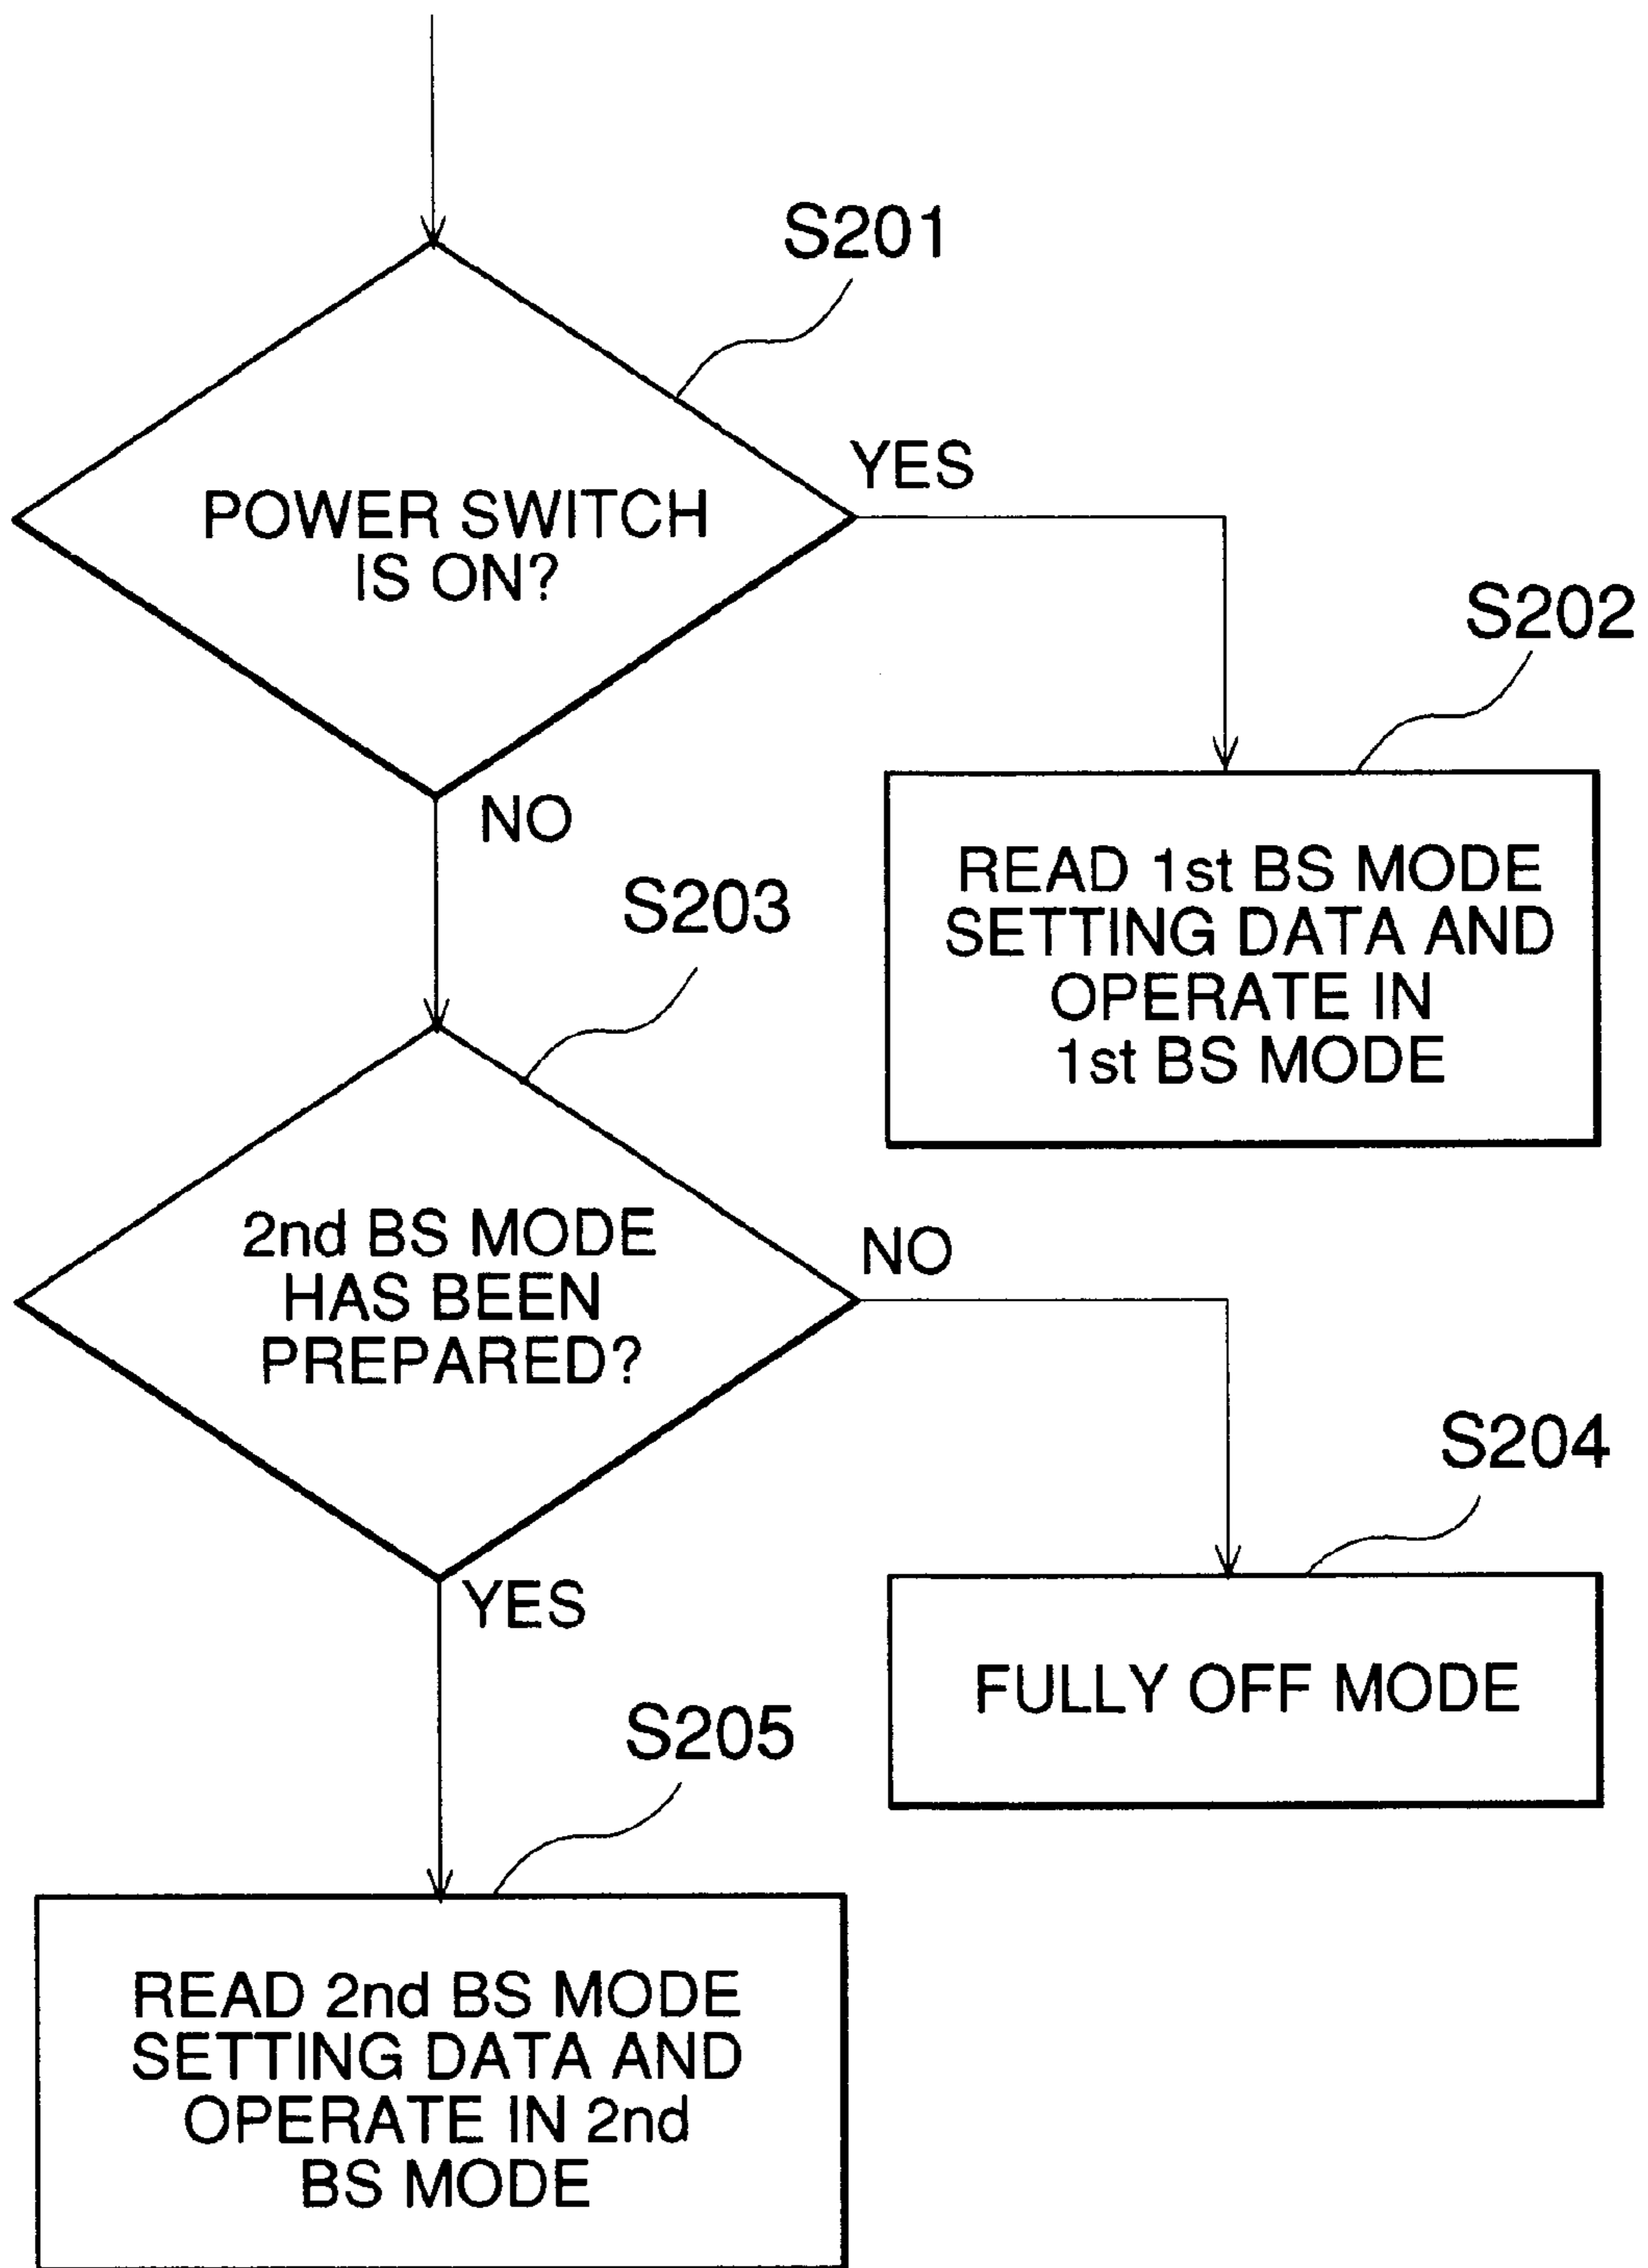 S201
POWER SWITCH
IS ON?
YES
NO
S202
READ 1st BS MODE
SETTING DATA AND
OPERATE IN
1st BS MODE
S203
2nd BS MODE
HAS BEEN
PREPARED?
NO
YES
S204
FULLY OFF MODE
S205
READ 2nd BS MODE
SETTING DATA AND
OPERATE IN 2nd
BS MODE